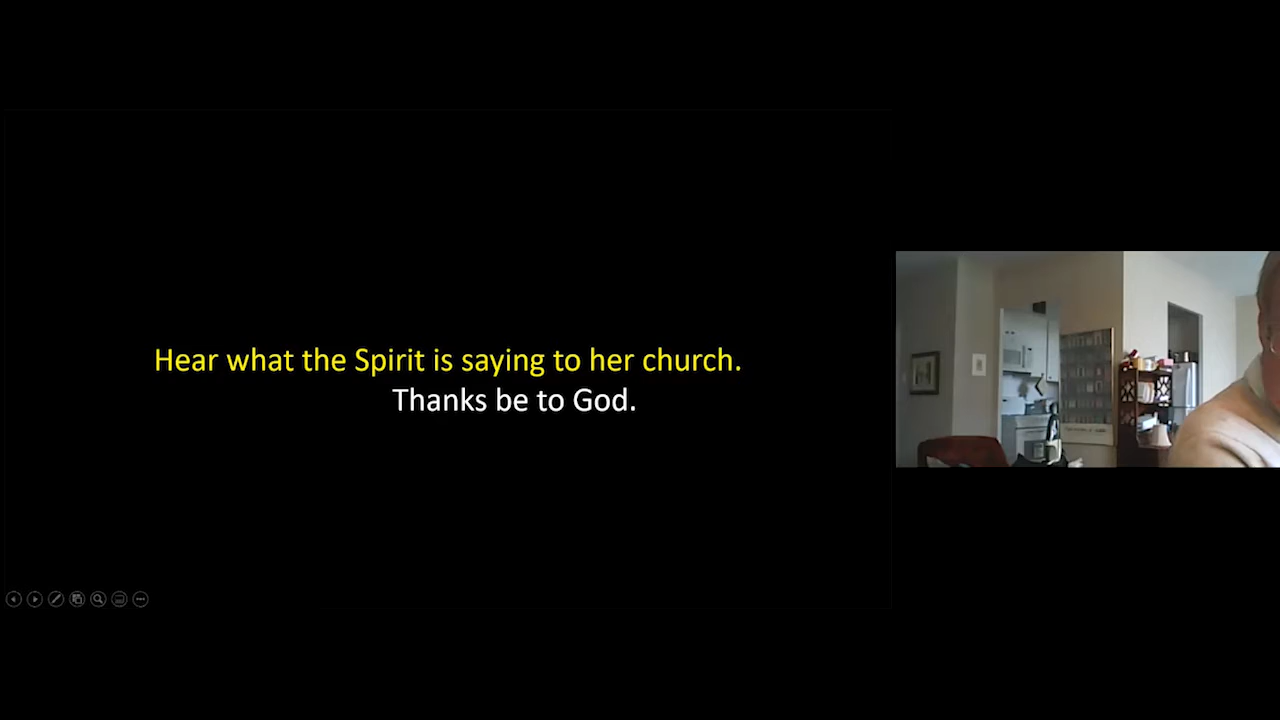 Hear what the Spirit is saying to her church.
Thanks be to God.